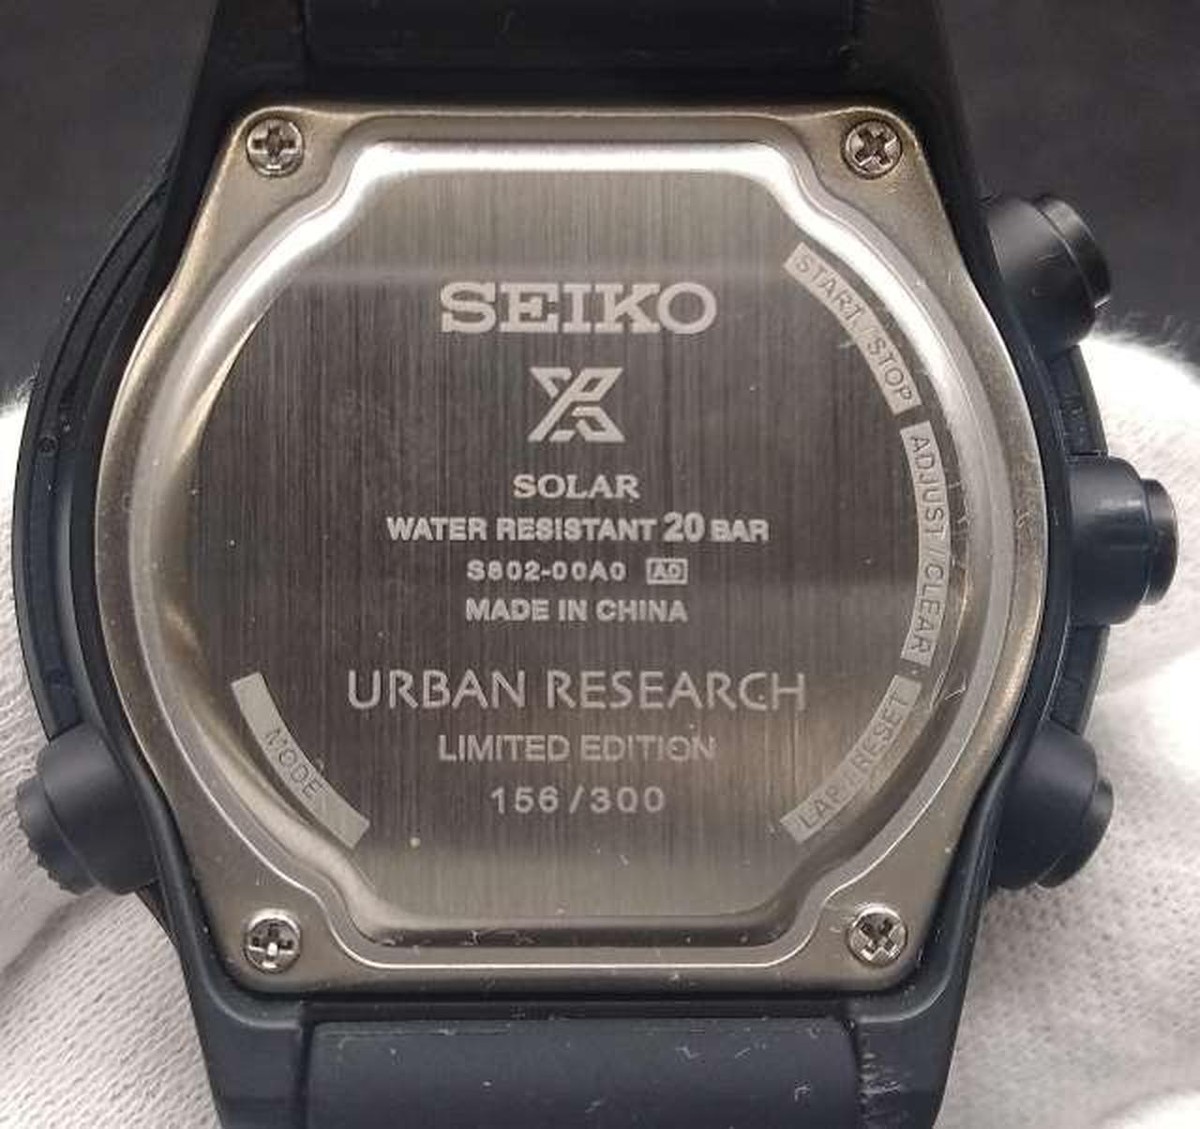 SEIKO
SOLAR
WATER RESISTANT 20 BAR
S802-00A0 AD
MADE IN CHINA
URBAN RESEARCH
LIMITED EDITION
156/300
START/STOP
ADJUST/CLEAR
LAP/RESET
MODE